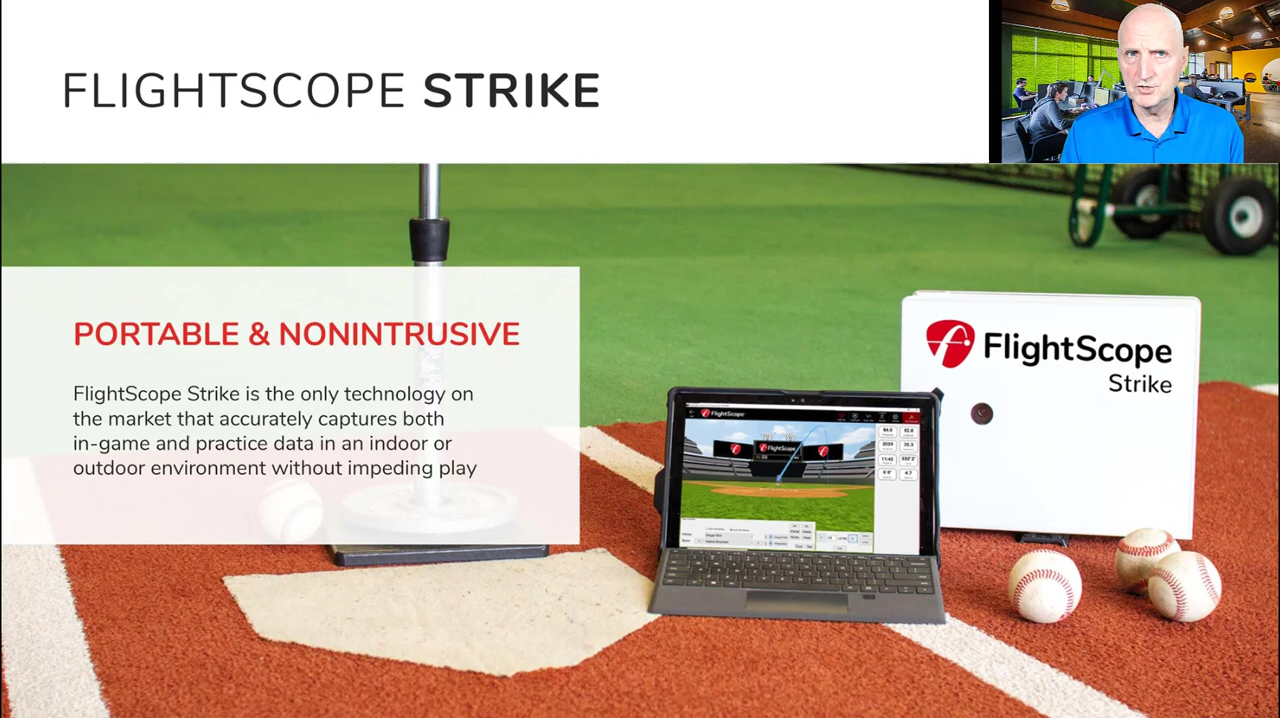 FLIGHTSCOPE STRIKE
PORTABLE & NONINTRUSIVE
FlightScope Strike is the only technology on
the market that accurately captures both
in-game and practice data in an indoor or
outdoor environment without impeding play
FlightScope
FlightScope
FlightScope
Strike